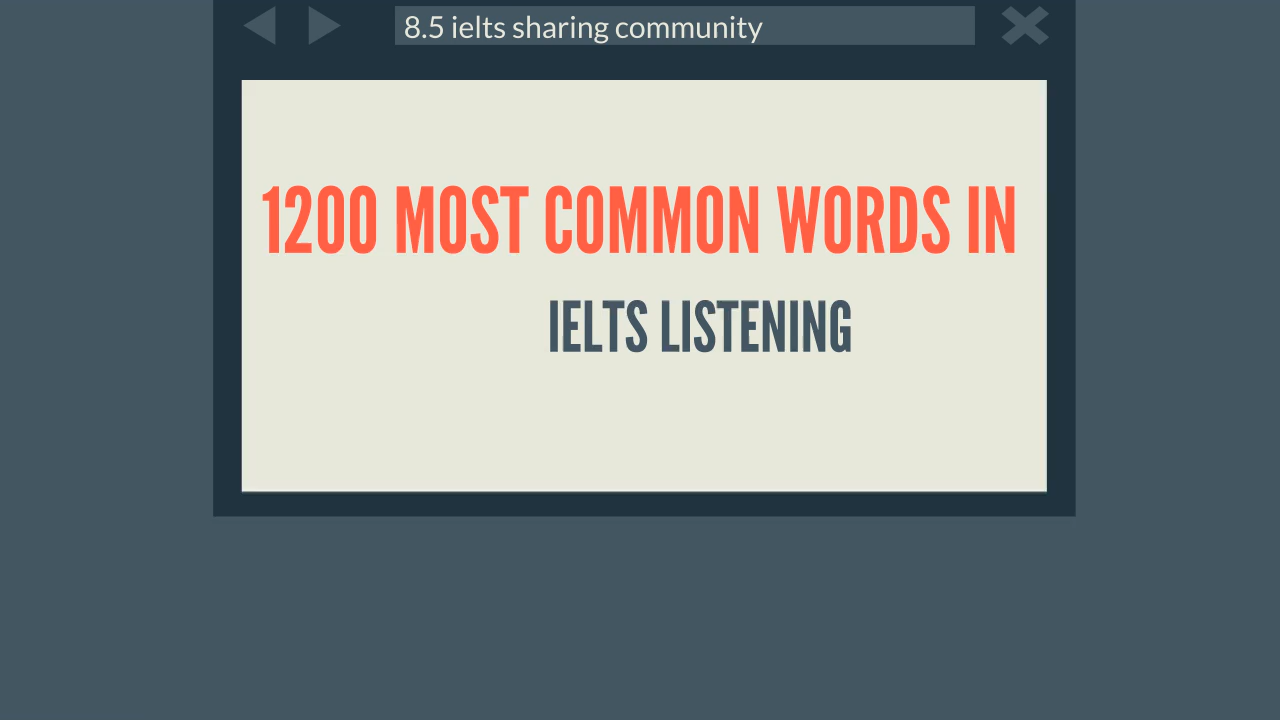 8.5 ielts sharing community
1200 MOST COMMON WORDS IN
IELTS LISTENING